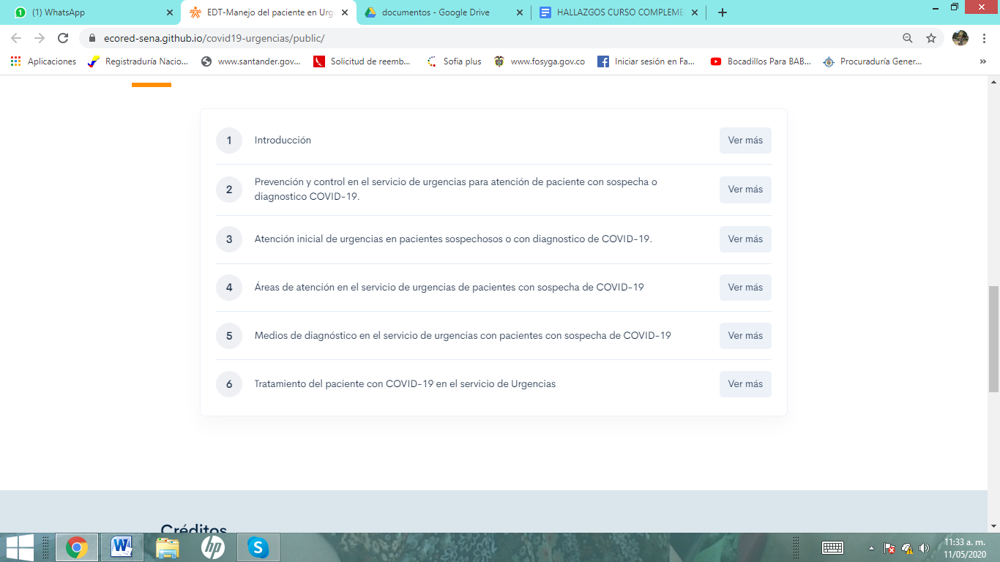 (1) WhatsApp
EDT-Manejo del paciente en Urg
documentos - Google Drive
HALLAZGOS CURSO COMPLEME
ecored-sena.github.io/covid19-urgencias/public/
Aplicaciones
Registraduría Nacio...
www.santander.gov...
Solicitud de reemb...
Sofia plus
www.fosyga.gov.co
Iniciar sesión en Fa...
Bocadillos Para BAB...
Procuraduría Gener...
»
1 Introducción Ver más
2 Prevención y control en el servicio de urgencias para atención de paciente con sospecha o
diagnostico COVID-19.
Ver más
3 Atención inicial de urgencias en pacientes sospechosos o con diagnostico de COVID-19. Ver más
4 Áreas de atención en el servicio de urgencias de pacientes con sospecha de COVID-19 Ver más
5 Medios de diagnóstico en el servicio de urgencias con pacientes con sospecha de COVID-19 Ver más
6 Tratamiento del paciente con COVID-19 en el servicio de Urgencias Ver más
Créditos
11:33 a. m.
11/05/2020